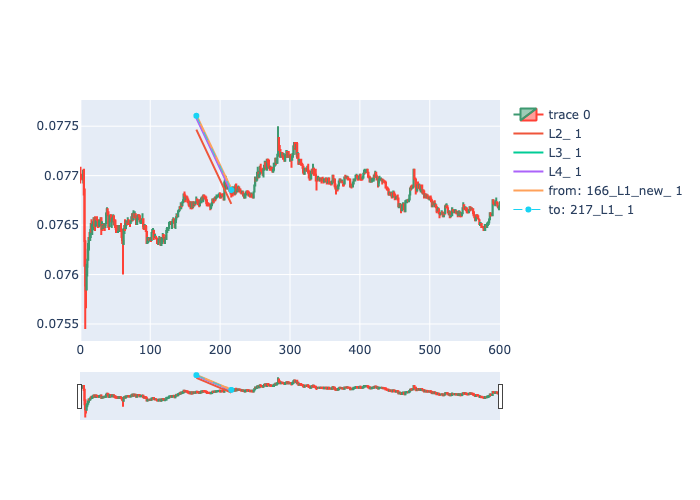 0.0775
0.077
0.0765
0.076
0.0755
0 100 200 300 400 500 600
trace 0
L2_ 1
L3_ 1
L4_ 1
from: 166_L1_new_ 1
to: 217_L1_ 1